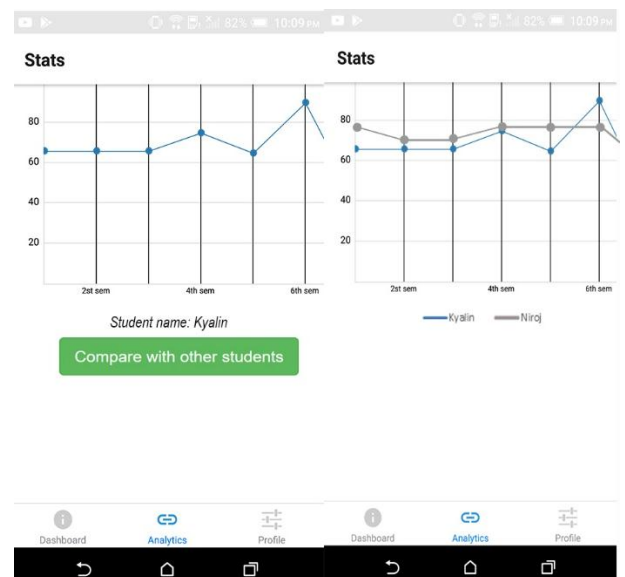 82% 10:09 PM
Stats
80
60
40
20
2st sem 4th sem 6th sem
Student name: Kyalin
Compare with other students
Dashboard Analytics Profile
82% 10:09 PM
Stats
80
60
40
20
2st sem 4th sem 6th sem
Kyalin Niroj
Dashboard Analytics Profile